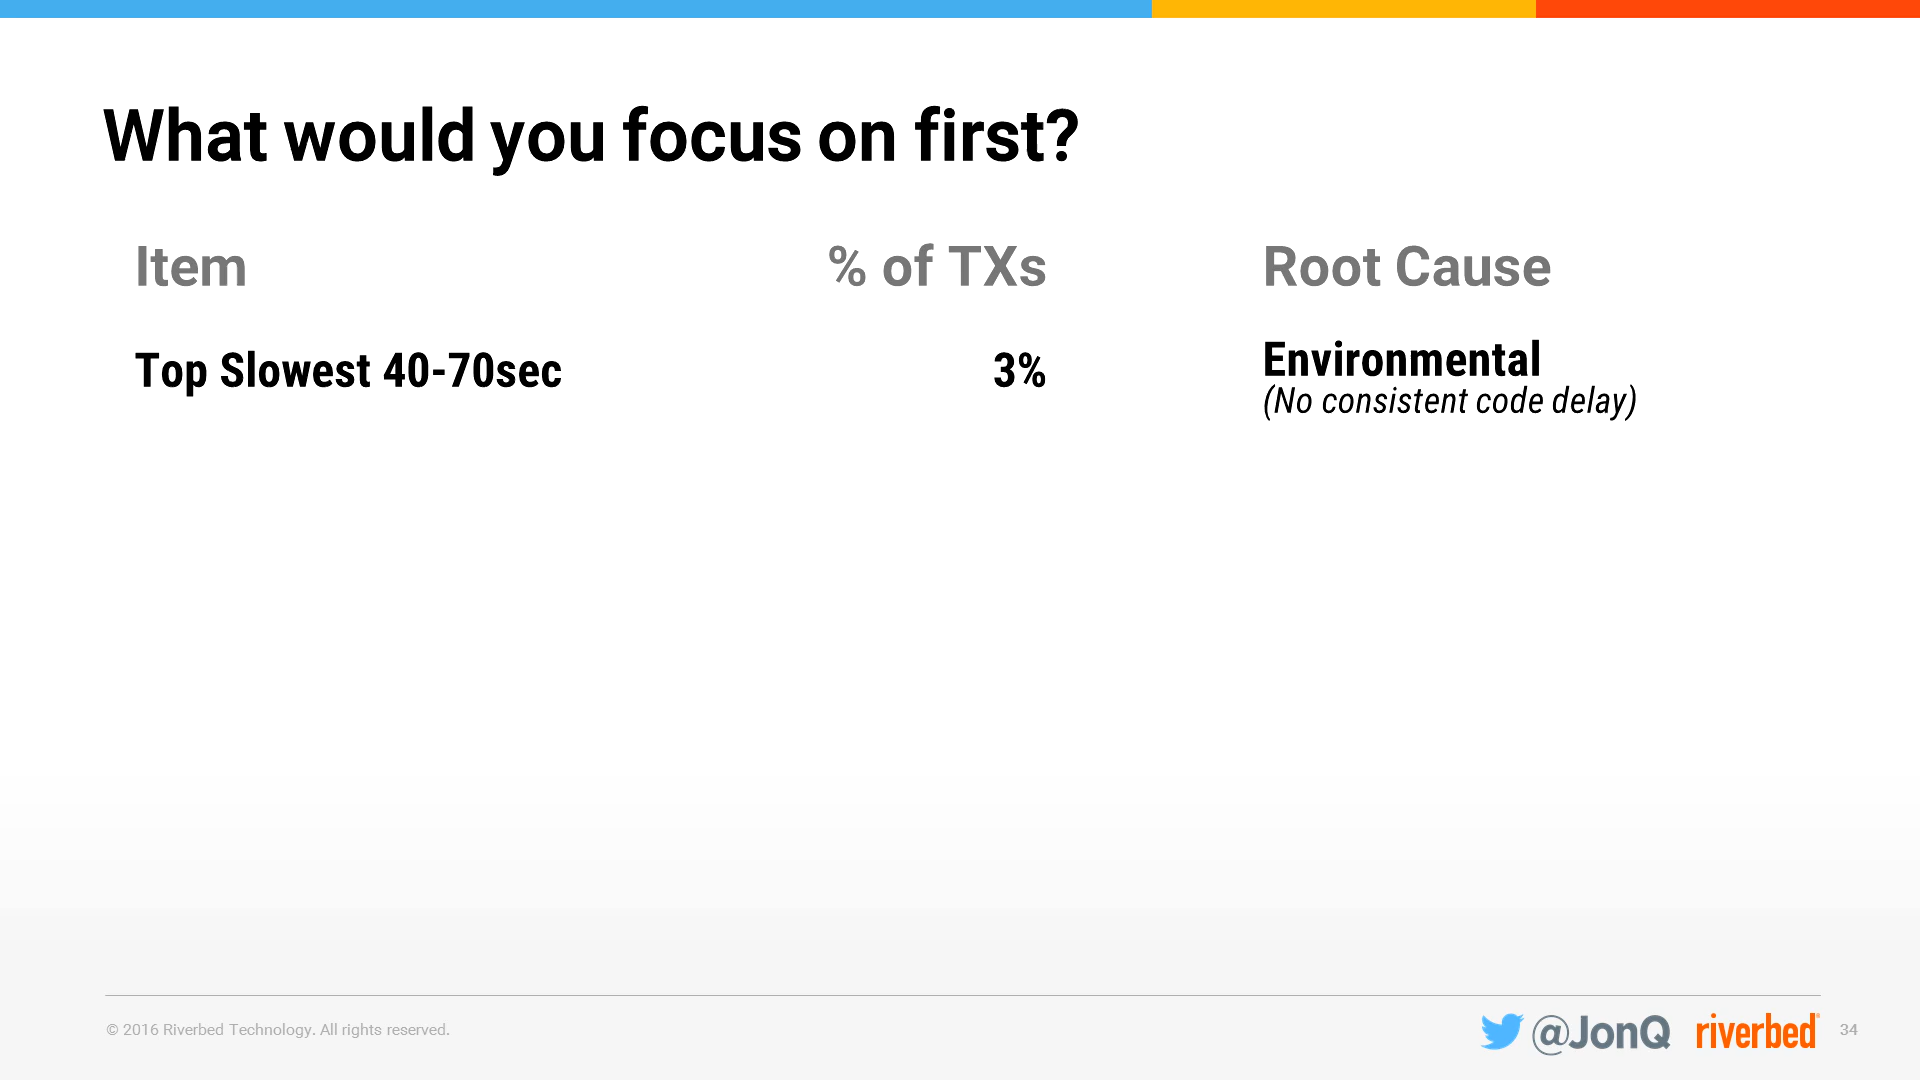 What would you focus on first?
Item % of TXs Root Cause
Top Slowest 40-70sec 3% Environmental
(No consistent code delay)
© 2016 Riverbed Technology. All rights reserved. @JonQ riverbed® 34